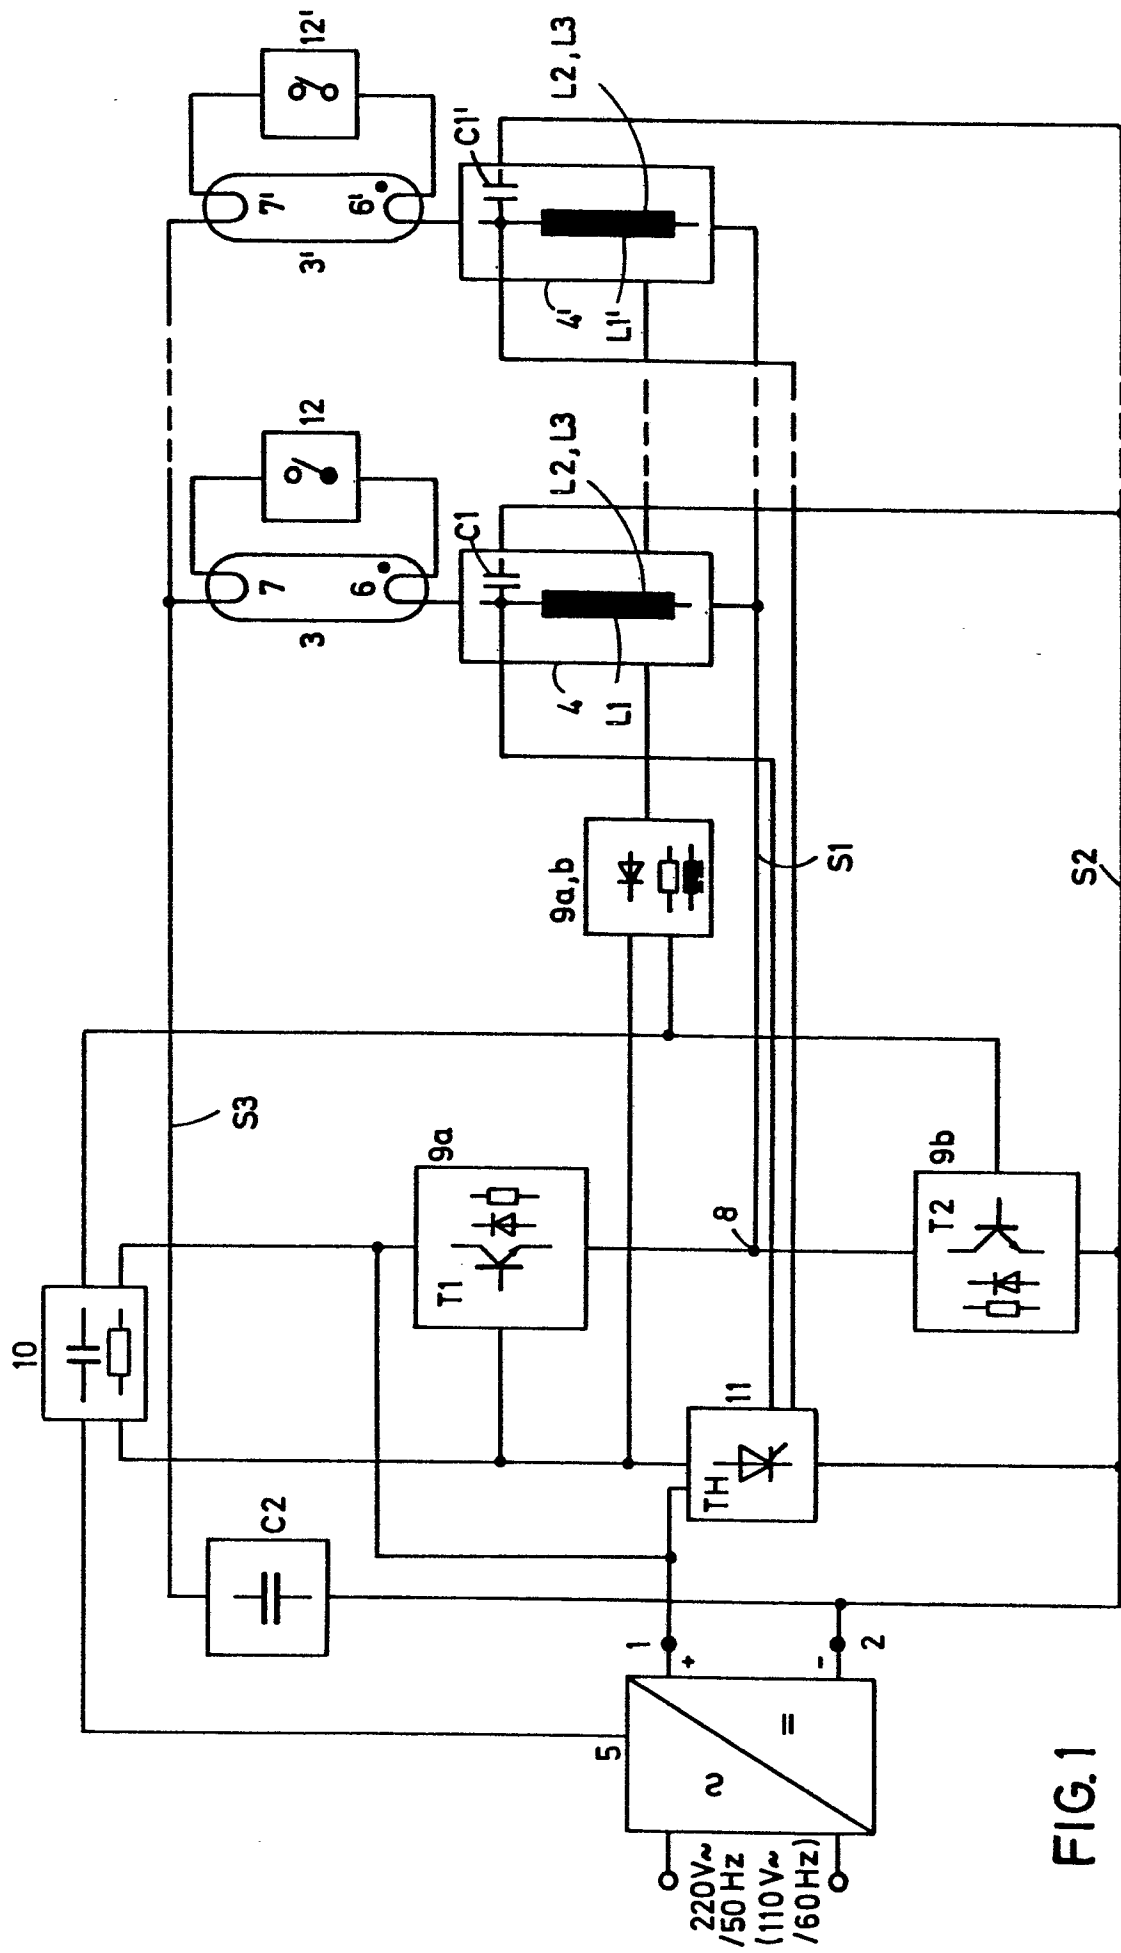 10
C2
S3
7
12
3
6
7'
12'
3'
6'
9a
T1
C1
C1'
L2, L3
L2, L3
4
L1
4'
L1'
9a,b
5
1
+
-
2
~
=
220V~
/50Hz
(110V~
/60Hz)
TH
11
8
S1
9b
T2
S2
FIG. 1